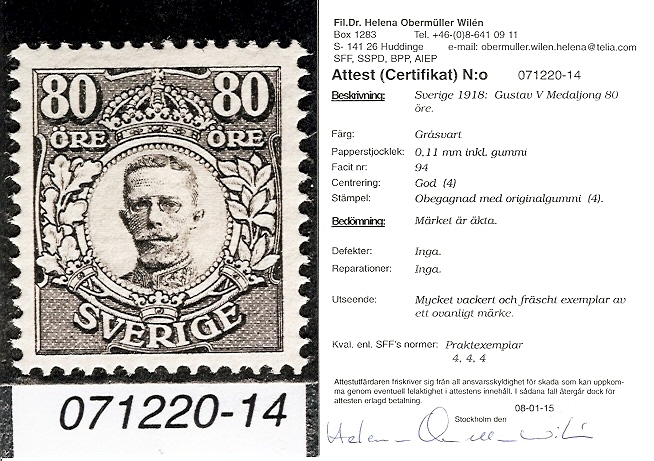 80 80
ÖRE ÖRE
SVERIGE
071220-14
Fil.Dr. Helena Obermüller Wilén
Box 1283 Tel. +46-(0)8-641 09 11
S- 141 26 Huddinge e-mail: obermuller.wilen.helena@telia.com
SFF, SSPD, BPP, AIEP
Attest (Certifikat) N:o 071220-14
Beskrivning: Sverige 1918: Gustav V Medaljong 80
öre.
Färg: Gråsvart
Papperstjocklek: 0,11 mm inkl. gummi
Facit nr: 94
Centrering: God (4)
Stämpel: Obegagnad med originalgummi (4).
Bedömning: Märket är äkta.
Defekter: Inga.
Reparationer: Inga.
Utseende: Mycket vackert och fräscht exemplar av
ett ovanligt märke.
Kval. enl. SFF's normer: Praktexemplar
4, 4, 4
Attestutfärdaren friskriver sig från all ansvarsskyldighet för skada som kan uppkom-
ma genom eventuell felaktighet i attestens innehåll. I sådana fall återgår dock för
attesten erlagd betalning.
08-01-15
Stockholm den
Helena Obermüller Wilén